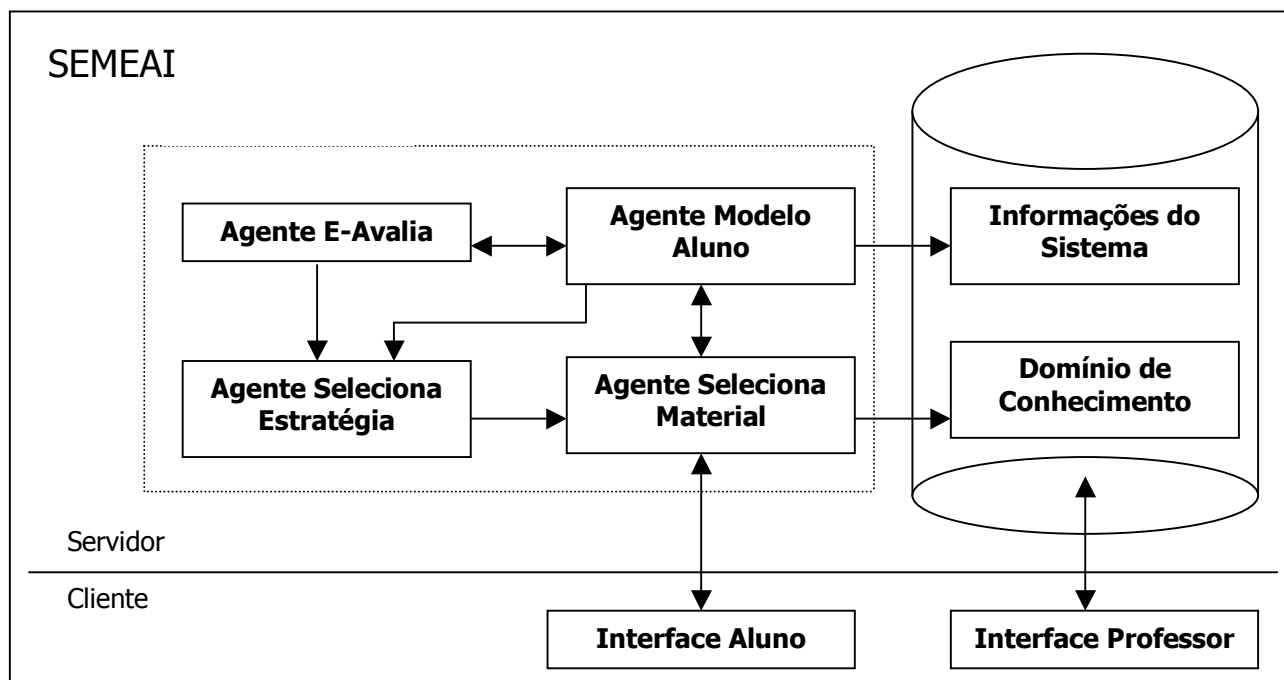 SEMEAI
Agente E-Avalia
Agente Modelo
Aluno
Informações do
Sistema
Agente Seleciona
Estratégia
Agente Seleciona
Material
Domínio de
Conhecimento
Servidor
Cliente
Interface Aluno
Interface Professor